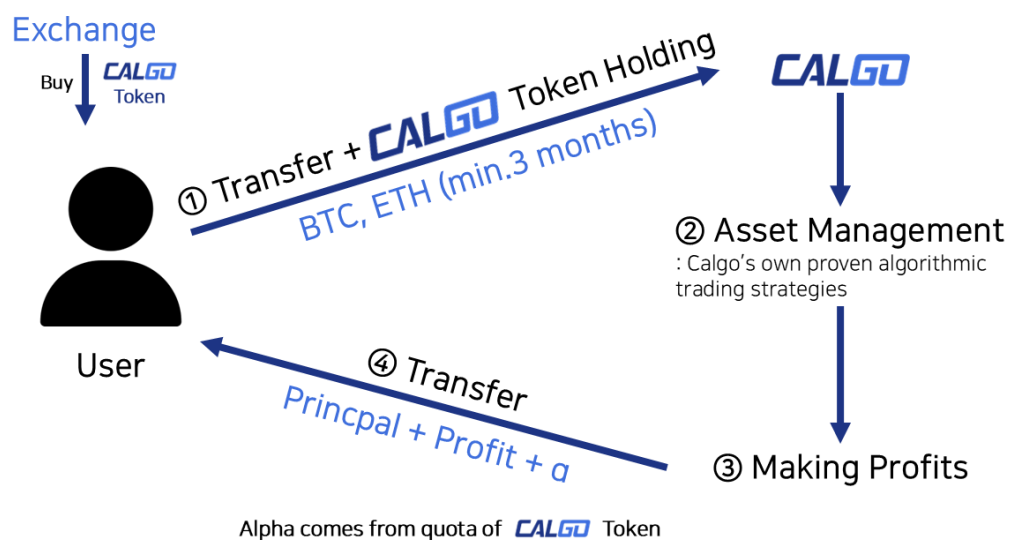 Exchange
Buy CALGO
Token
① Transfer + CALGO Token Holding
BTC, ETH (min.3 months)
CALGO
② Asset Management
: Calgo's own proven algorithmic
trading strategies
User
④ Transfer
Princpal + Profit + α
③ Making Profits
Alpha comes from quota of CALGO Token